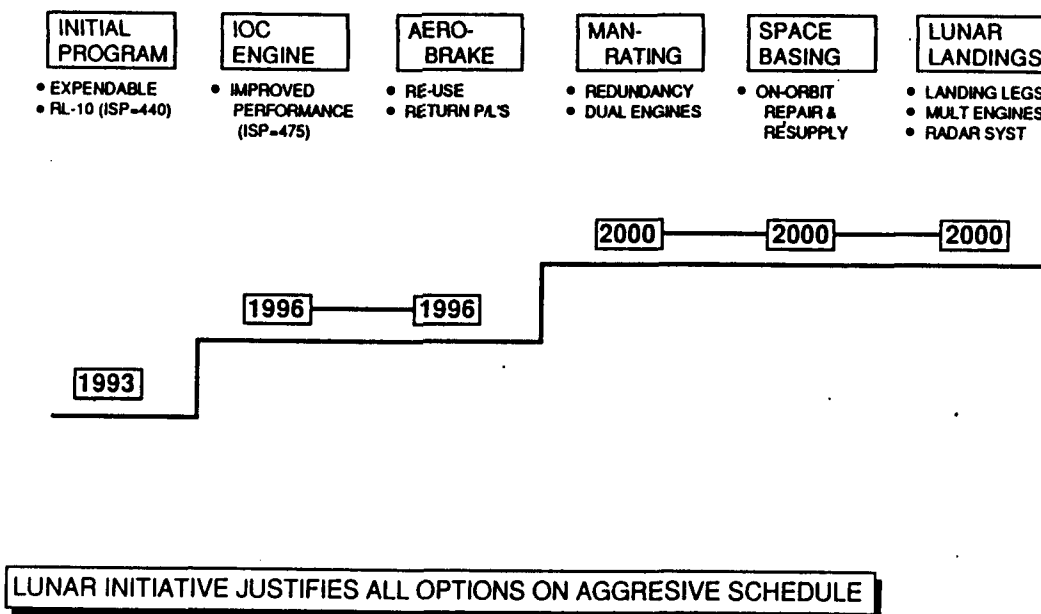 INITIAL
PROGRAM
• EXPENDABLE
• RL-10 (ISP=440)
IOC
ENGINE
• IMPROVED
PERFORMANCE
(ISP=475)
AERO-
BRAKE
• RE-USE
• RETURN P/L'S
MAN-
RATING
• REDUNDANCY
• DUAL ENGINES
SPACE
BASING
• ON-ORBIT
REPAIR &
RESUPPLY
LUNAR
LANDINGS
• LANDING LEGS
• MULT ENGINES
• RADAR SYST
2000
2000
2000
1996
1996
1993
LUNAR INITIATIVE JUSTIFIES ALL OPTIONS ON AGGRESIVE SCHEDULE